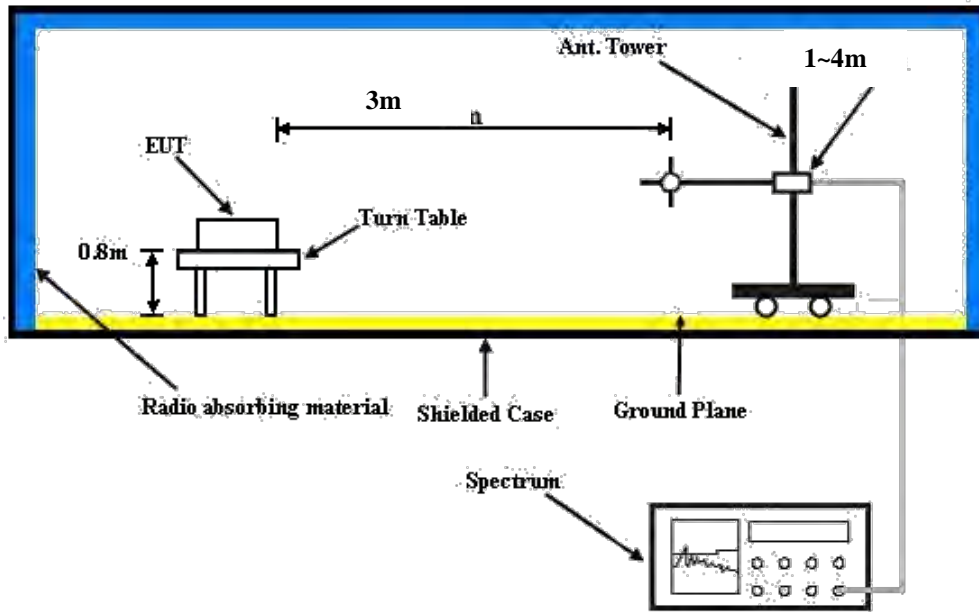 Ant. Tower
1~4m
3m
EUT
Turn Table
0.8m
Radio absorbing material
Shielded Case
Ground Plane
Spectrum